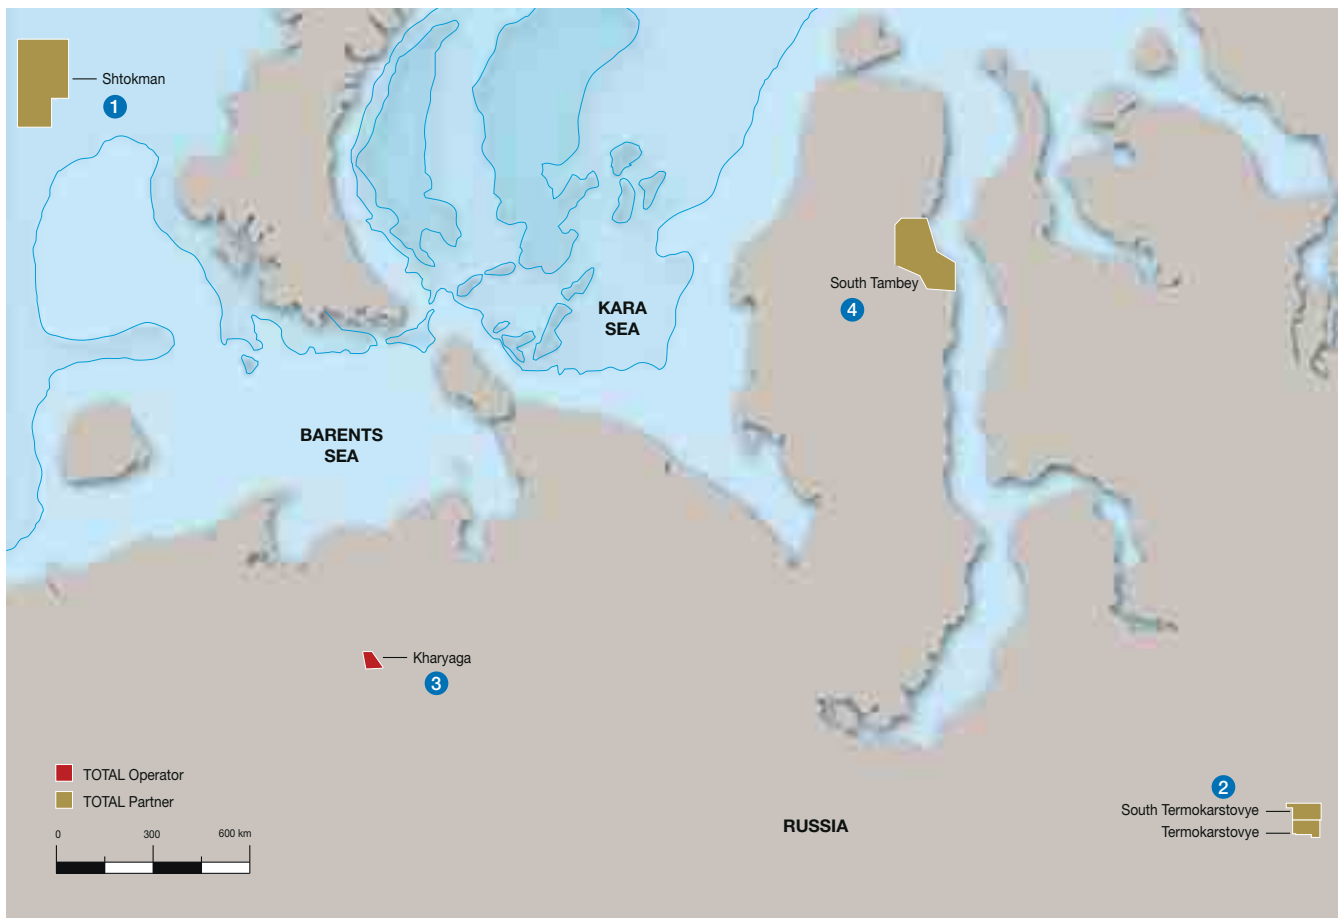 Shtokman
1
South Tambey
4
KARA
SEA
BARENTS
SEA
Kharyaga
3
TOTAL Operator
TOTAL Partner
0 300 600 km
RUSSIA
2
South Termokarstovye
Termokarstovye